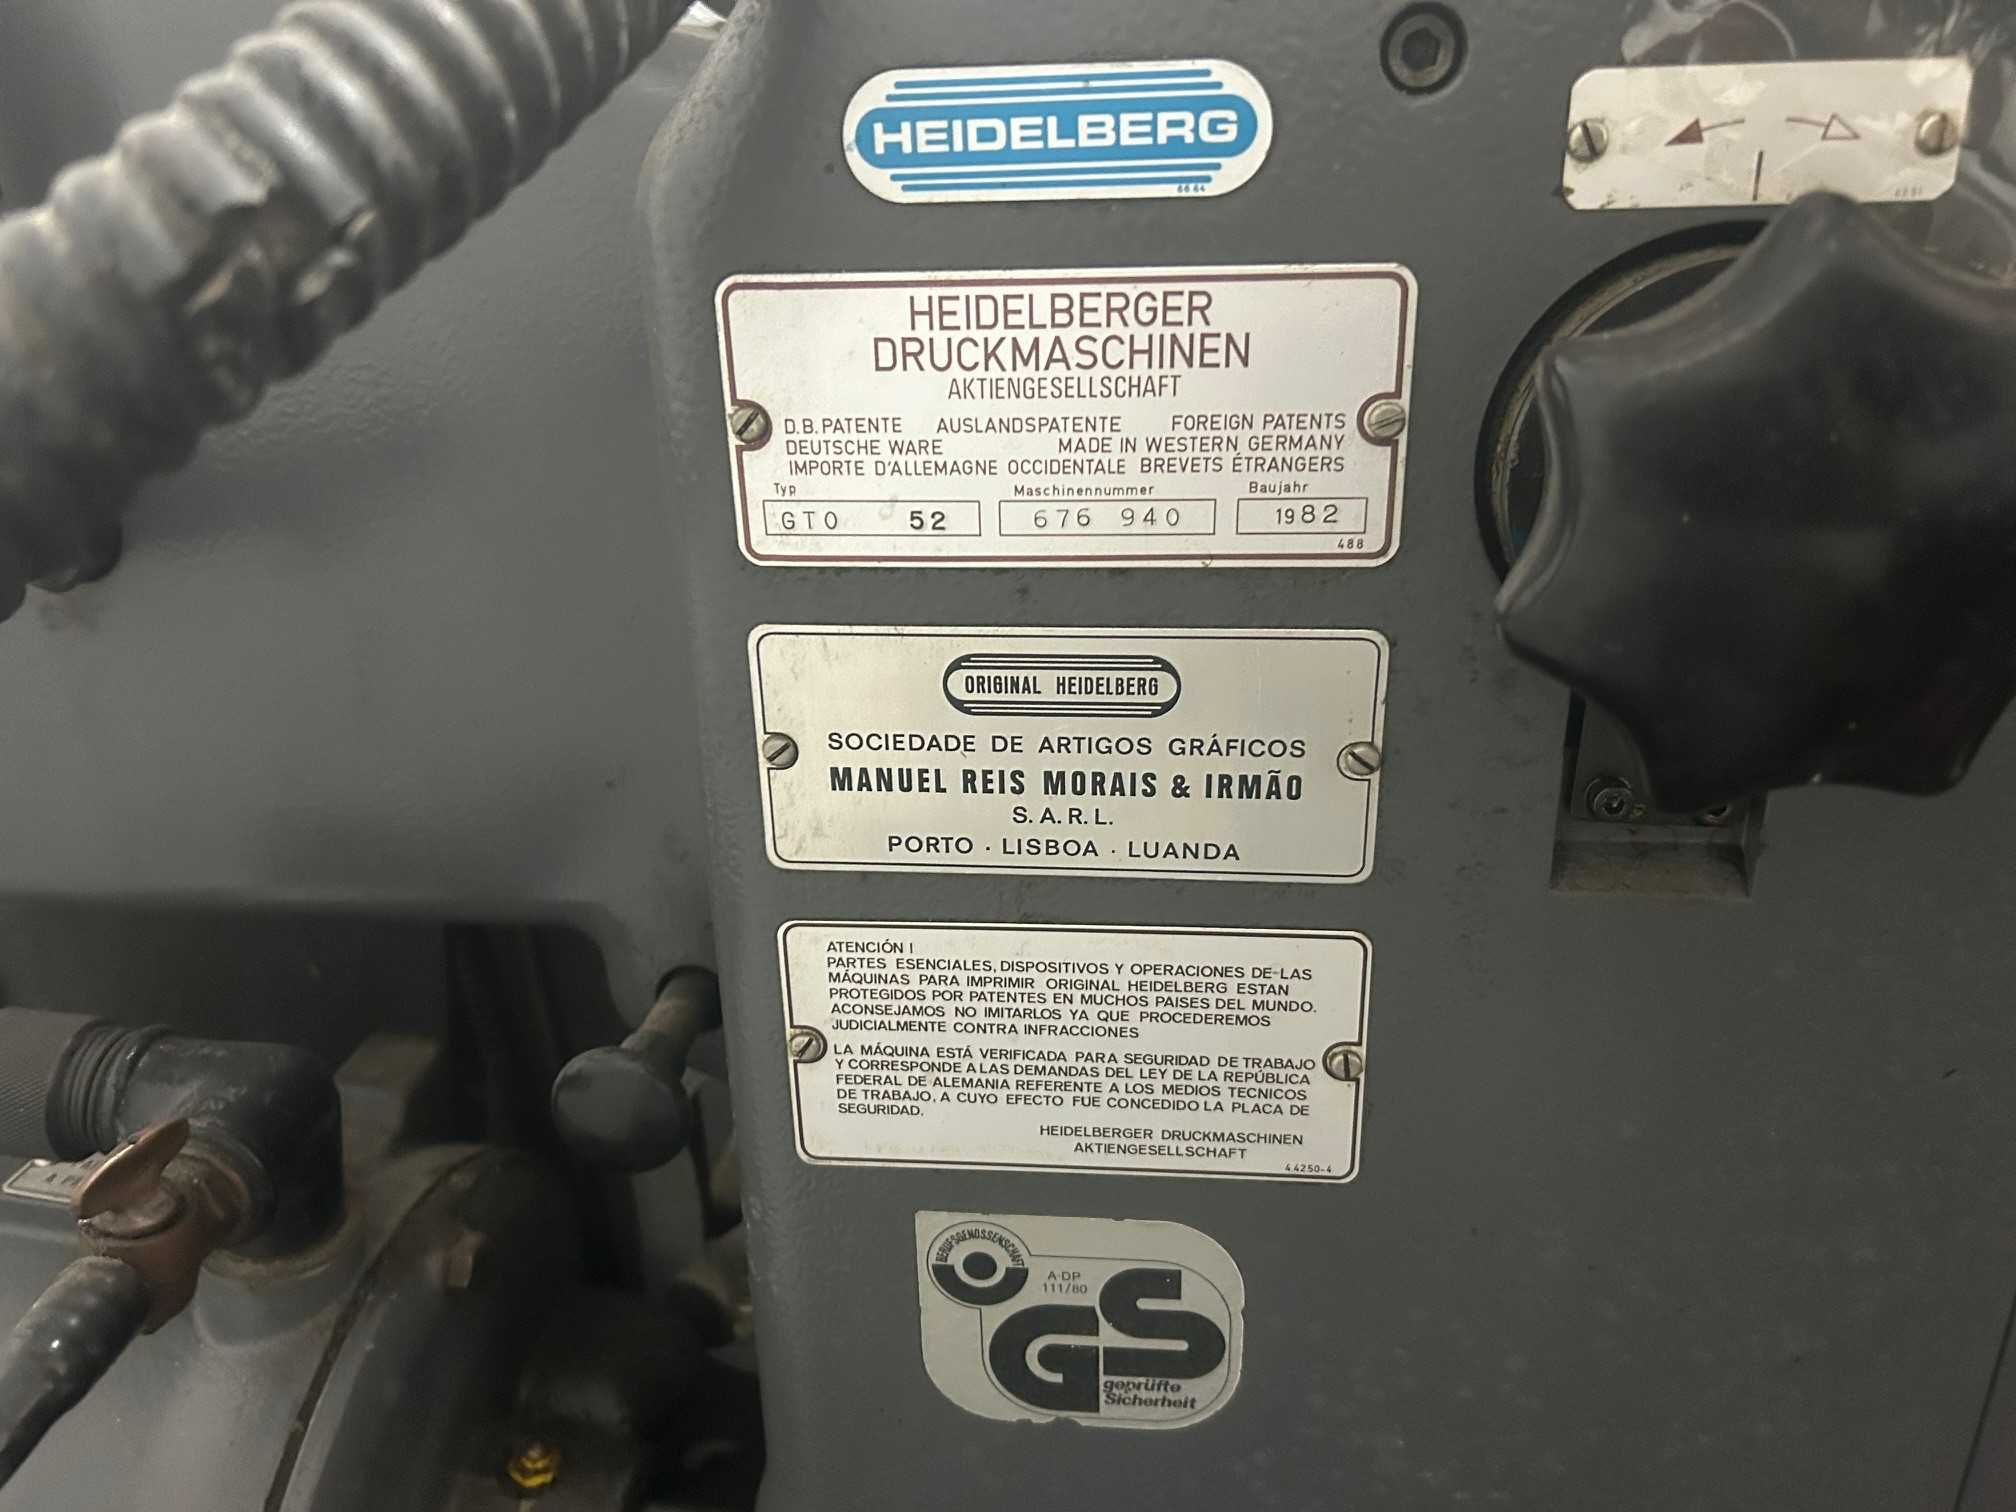 HEIDELBERG
66.64
HEIDELBERGER
DRUCKMASCHINEN
AKTIENGESELLSCHAFT
D.B. PATENTE AUSLANDSPATENTE FOREIGN PATENTS
DEUTSCHE WARE MADE IN WESTERN GERMANY
IMPORTE D'ALLEMAGNE OCCIDENTALE BREVETS ÉTRANGERS
Typ Maschinennummer Baujahr
GTO 52 676 940 1982
488
ORIGINAL HEIDELBERG
SOCIEDADE DE ARTIGOS GRÁFICOS
MANUEL REIS MORAIS & IRMÃO
S. A. R. L.
PORTO · LISBOA · LUANDA
ATENCIÓN !
PARTES ESENCIALES, DISPOSITIVOS Y OPERACIONES DE LAS
MÁQUINAS PARA IMPRIMIR ORIGINAL HEIDELBERG ESTAN
PROTEGIDOS POR PATENTES EN MUCHOS PAISES DEL MUNDO.
ACONSEJAMOS NO IMITARLOS YA QUE PROCEDEREMOS
JUDICIALMENTE CONTRA INFRACCIONES
LA MÁQUINA ESTÁ VERIFICADA PARA SEGURIDAD DE TRABAJO
Y CORRESPONDE A LAS DEMANDAS DEL LEY DE LA REPÚBLICA
FEDERAL DE ALEMANIA REFERENTE A LOS MEDIOS TECNICOS
DE TRABAJO, A CUYO EFECTO FUE CONCEDIDO LA PLACA DE
SEGURIDAD.
HEIDELBERGER DRUCKMASCHINEN
AKTIENGESELLSCHAFT
4.4250-4
BERUFSGENOSSENSCHAFT
A-DP
111/80
GS
geprüfte
Sicherheit